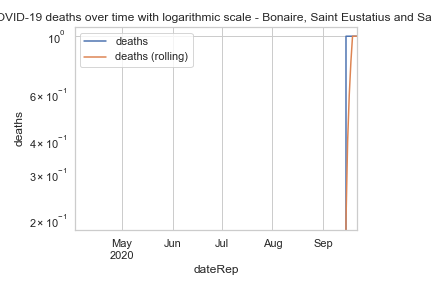 OVID-19 deaths over time with logarithmic scale - Bonaire, Saint Eustatius and Sa
deaths
deaths (rolling)
10⁰
6 × 10⁻¹
4 × 10⁻¹
3 × 10⁻¹
2 × 10⁻¹
deaths
May
2020
Jun
Jul
Aug
Sep
dateRep